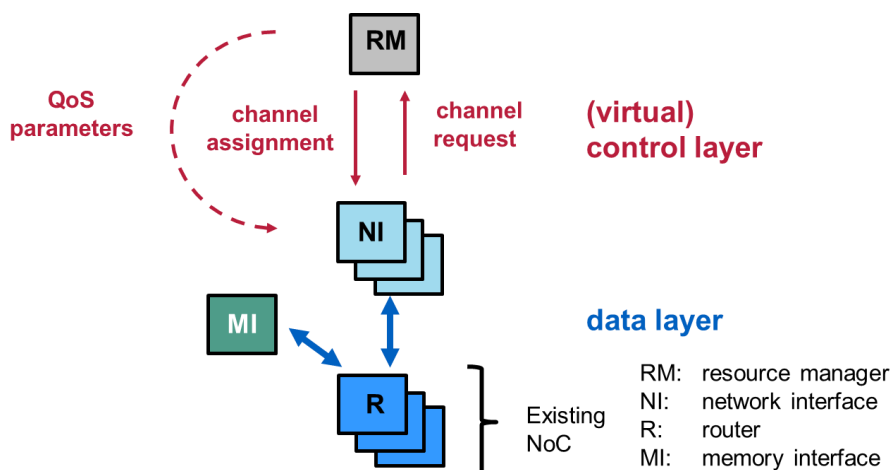 RM
QoS
parameters
channel
assignment
channel
request
(virtual)
control layer
NI
MI
data layer
R
Existing
NoC
RM: resource manager
NI: network interface
R: router
MI: memory interface